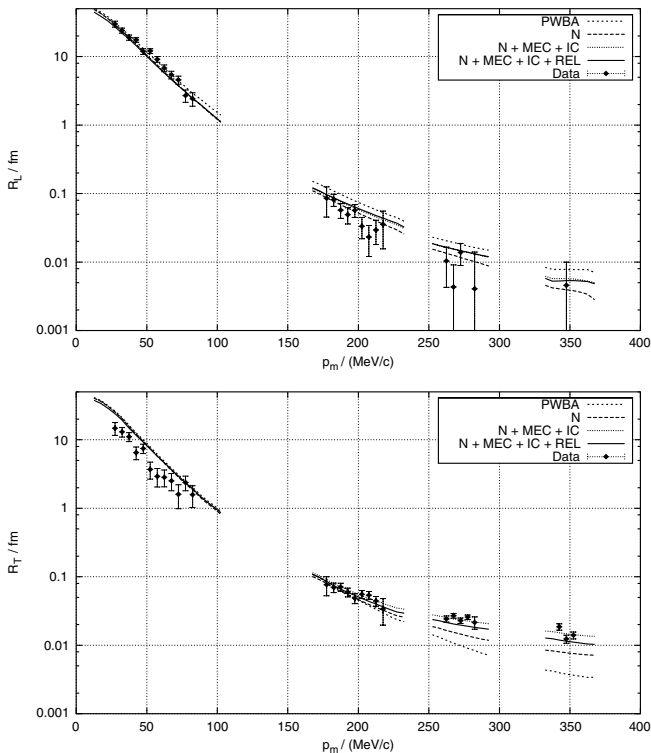 PWBA
N
N + MEC + IC
N + MEC + IC + REL
Data
10
1
0.1
0.01
0.001
R_L / fm
0 50 100 150 200 250 300 350 400
p_m / (MeV/c)
PWBA
N
N + MEC + IC
N + MEC + IC + REL
Data
10
1
0.1
0.01
0.001
R_T / fm
0 50 100 150 200 250 300 350 400
p_m / (MeV/c)